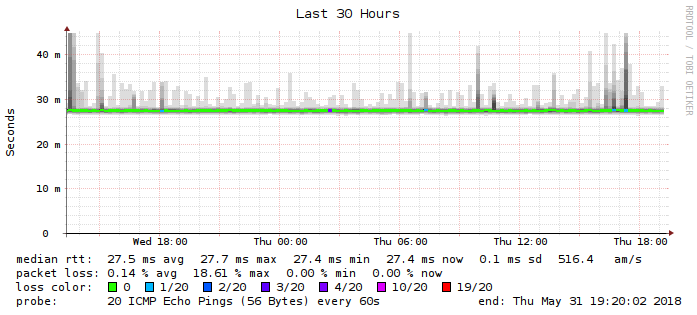 Last 30 Hours
RRDTOOL / TOBI OETIKER
Seconds
40 m
30 m
20 m
10 m
0
Wed 18:00 Thu 00:00 Thu 06:00 Thu 12:00 Thu 18:00
median rtt: 27.5 ms avg 27.7 ms max 27.4 ms min 27.4 ms now 0.1 ms sd 516.4 am/s
packet loss: 0.14 % avg 18.61 % max 0.00 % min 0.00 % now
loss color: 0 1/20 2/20 3/20 4/20 10/20 19/20
probe: 20 ICMP Echo Pings (56 Bytes) every 60s end: Thu May 31 19:20:02 2018